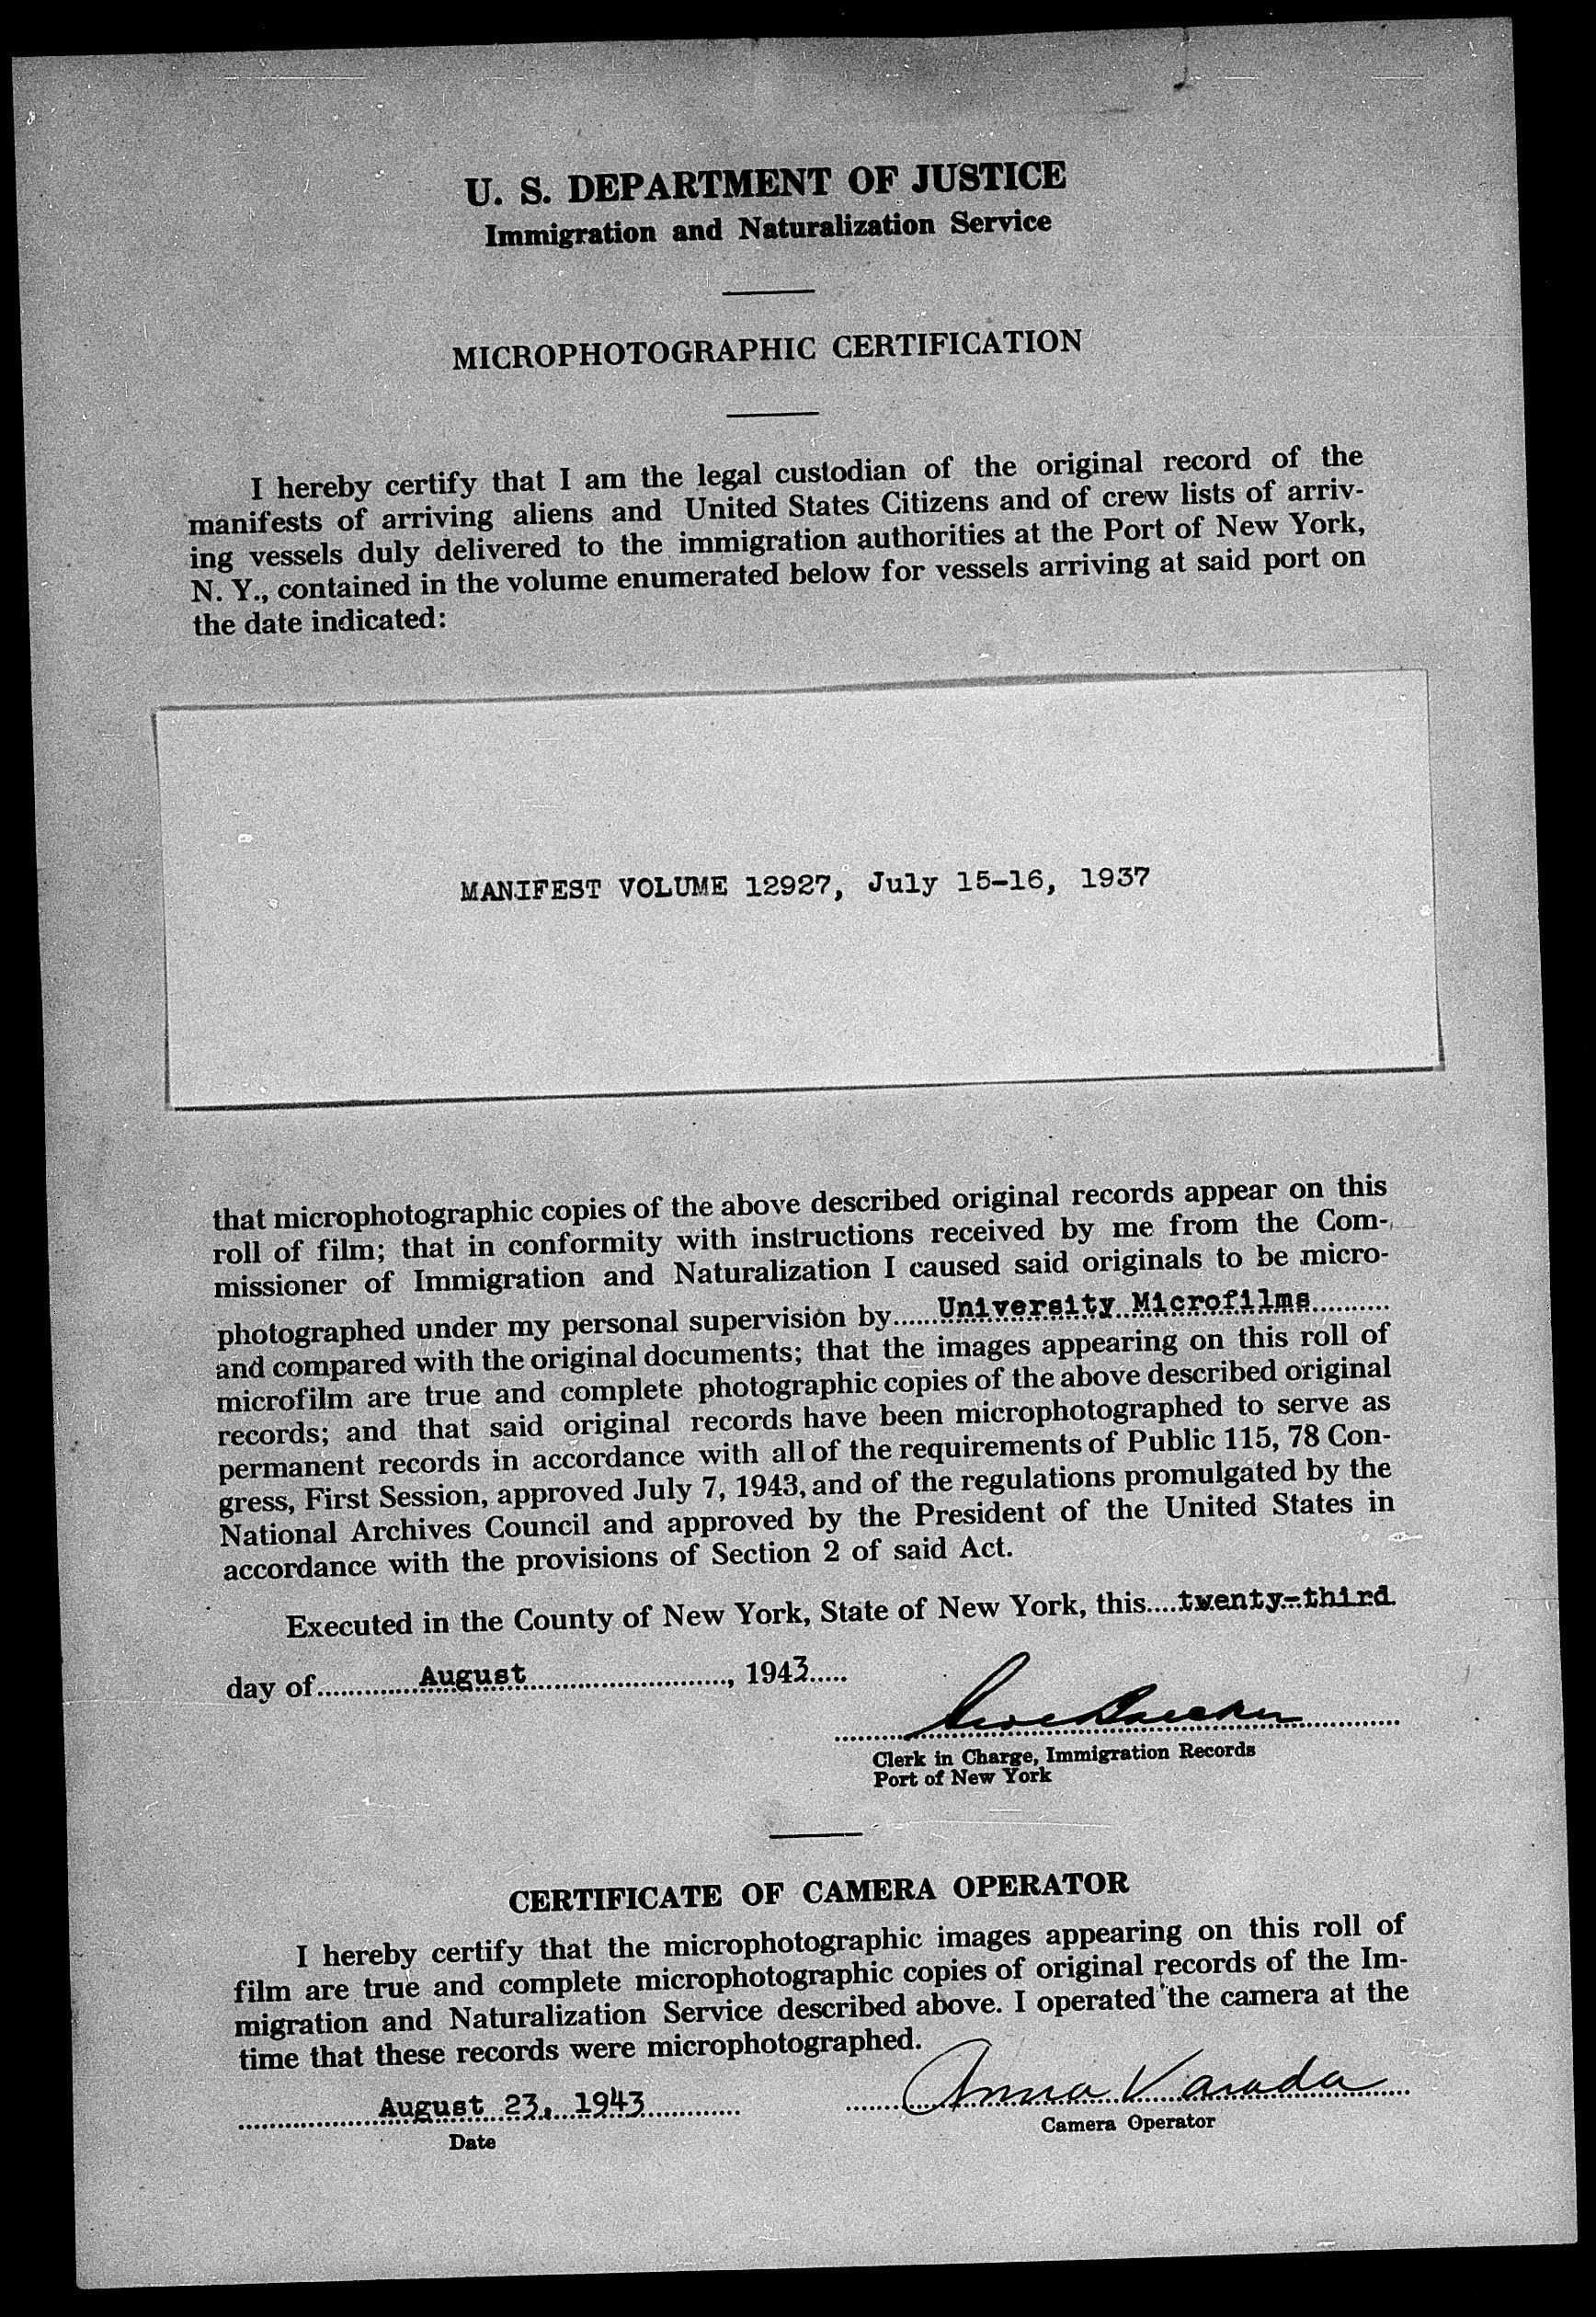 U. S. DEPARTMENT OF JUSTICE
Immigration and Naturalization Service
MICROPHOTOGRAPHIC CERTIFICATION
I hereby certify that I am the legal custodian of the original record of the
manifests of arriving aliens and United States Citizens and of crew lists of arriv-
ing vessels duly delivered to the immigration authorities at the Port of New York,
N. Y., contained in the volume enumerated below for vessels arriving at said port on
the date indicated:
MANIFEST VOLUME 12927, July 15-16, 1937
that microphotographic copies of the above described original records appear on this
roll of film; that in conformity with instructions received by me from the Com-
missioner of Immigration and Naturalization I caused said originals to be micro-
photographed under my personal supervision by......University Microfilms..........
and compared with the original documents; that the images appearing on this roll of
microfilm are true and complete photographic copies of the above described original
records; and that said original records have been microphotographed to serve as
permanent records in accordance with all of the requirements of Public 115, 78 Con-
gress, First Session, approved July 7, 1943, and of the regulations promulgated by the
National Archives Council and approved by the President of the United States in
accordance with the provisions of Section 2 of said Act.
Executed in the County of New York, State of New York, this....twenty-third
day of..............August............................, 1943.....
Clerk in Charge, Immigration Records
Port of New York
CERTIFICATE OF CAMERA OPERATOR
I hereby certify that the microphotographic images appearing on this roll of
film are true and complete microphotographic copies of original records of the Im-
migration and Naturalization Service described above. I operated the camera at the
time that these records were microphotographed.
August 23, 1943
Anna Varada
Date
Camera Operator